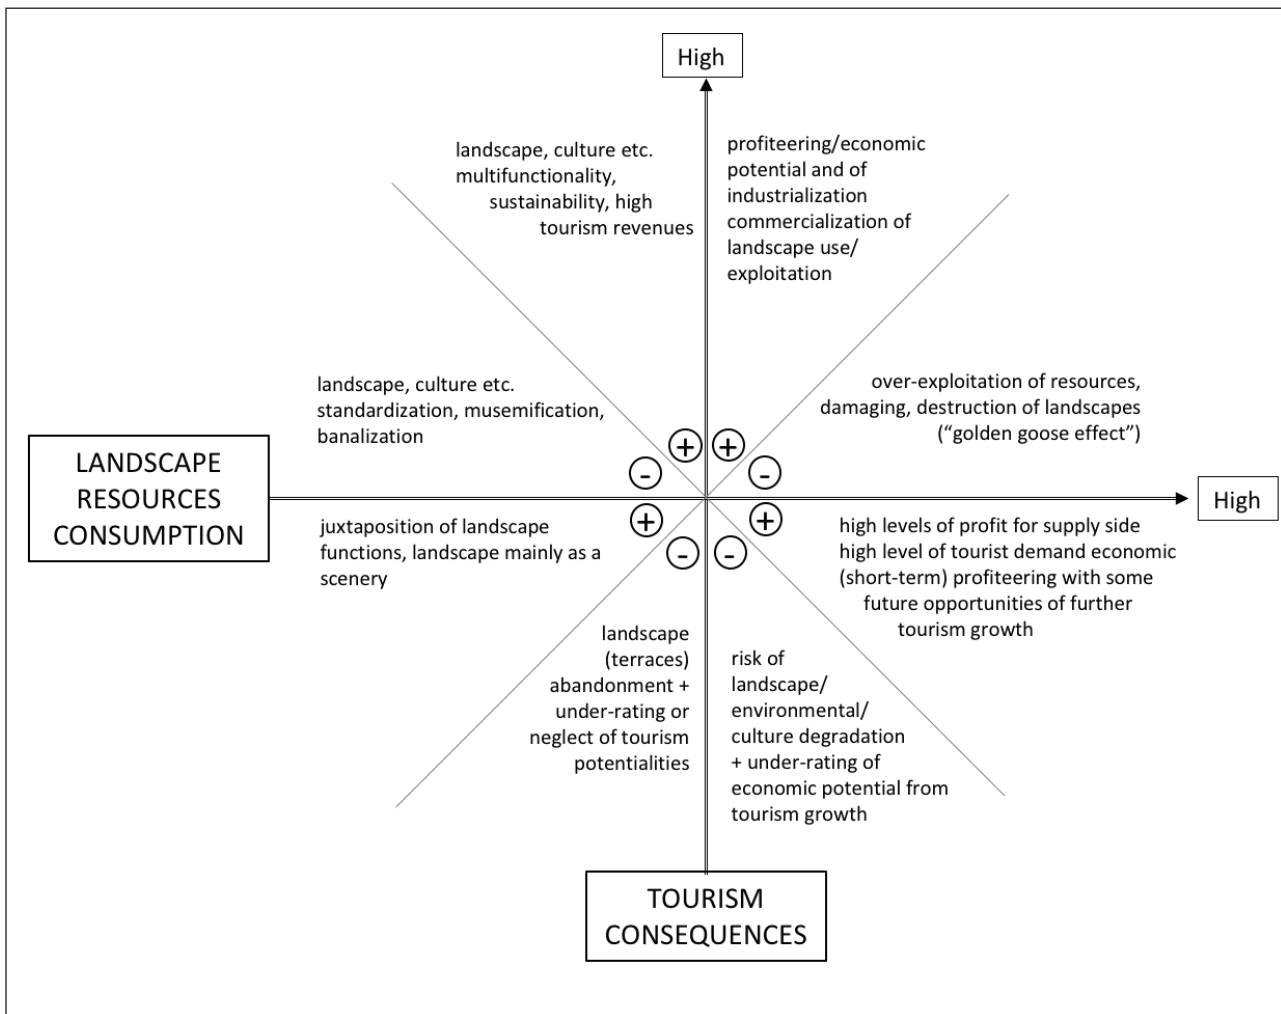 High
landscape, culture etc.
multifunctionality,
sustainability, high
tourism revenues
profiteering/economic
potential and of
industrialization
commercialization of
landscape use/
exploitation
landscape, culture etc.
standardization, musemification,
banalization
over-exploitation of resources,
damaging, destruction of landscapes
(“golden goose effect”)
+
+
-
-
LANDSCAPE
RESOURCES
CONSUMPTION
High
juxtaposition of landscape
functions, landscape mainly as a
scenery
+
+
-
-
high levels of profit for supply side
high level of tourist demand economic
(short-term) profiteering with some
future opportunities of further
tourism growth
landscape
(terraces)
abandonment +
under-rating or
neglect of tourism
potentialities
risk of
landscape/
environmental/
culture degradation
+ under-rating of
economic potential from
tourism growth
TOURISM
CONSEQUENCES